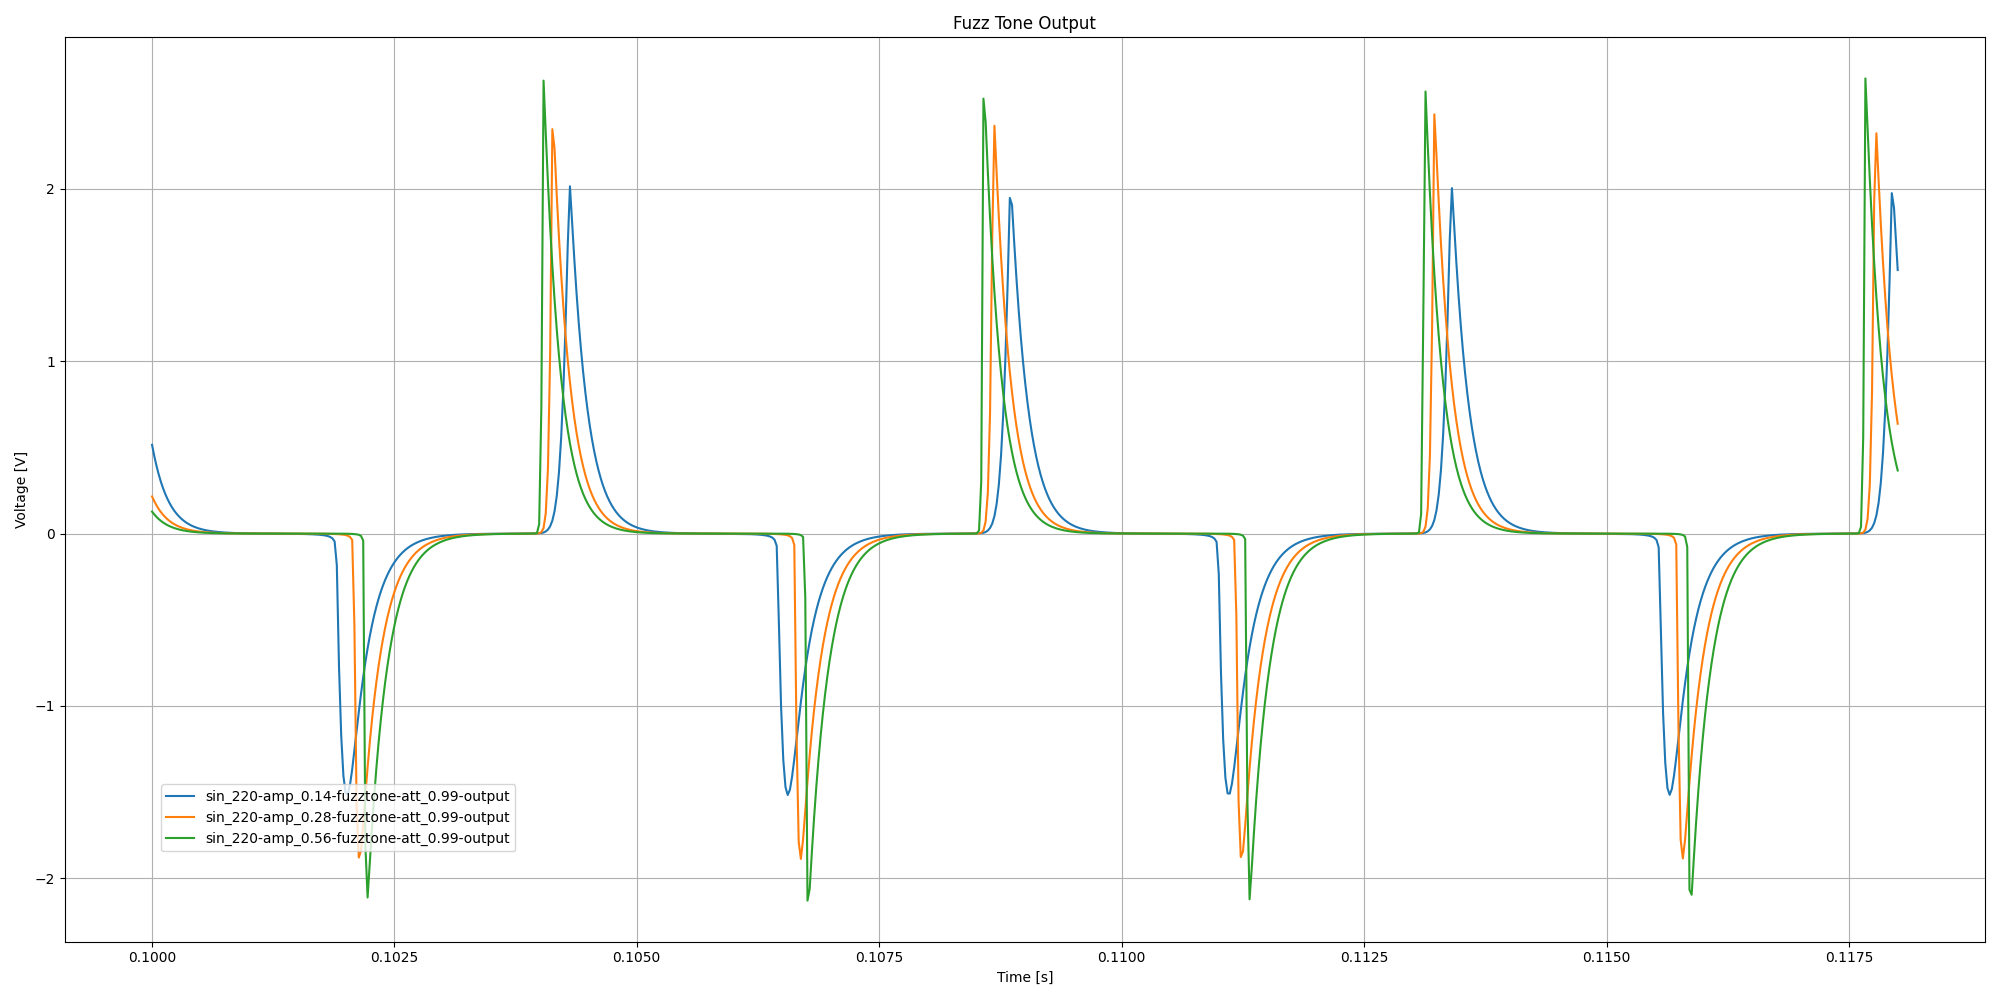 Fuzz Tone Output
Voltage [V]
2
1
0
−1
−2
sin_220-amp_0.14-fuzztone-att_0.99-output
sin_220-amp_0.28-fuzztone-att_0.99-output
sin_220-amp_0.56-fuzztone-att_0.99-output
0.1000 0.1025 0.1050 0.1075 0.1100 0.1125 0.1150 0.1175
Time [s]